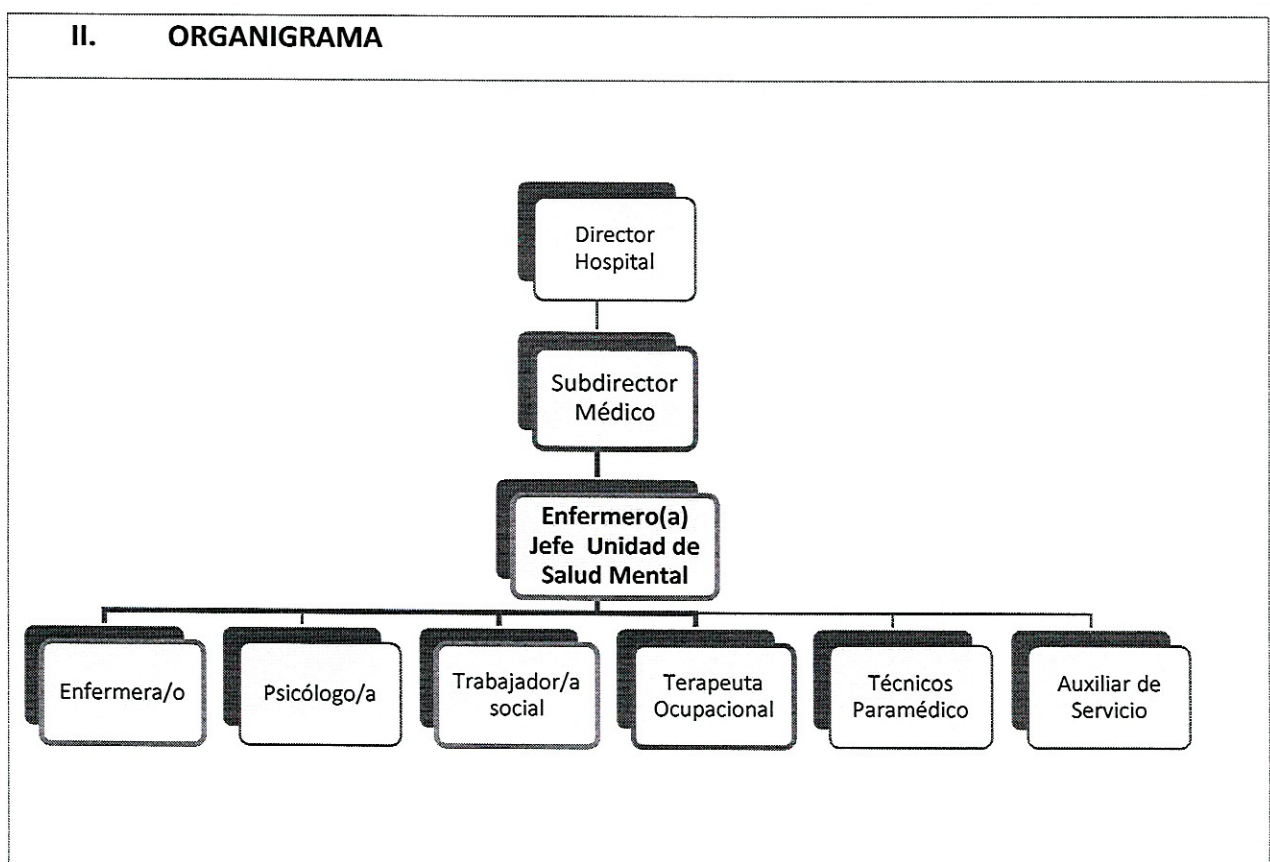 II. ORGANIGRAMA
Director
Hospital
Subdirector
Médico
Enfermero(a)
Jefe Unidad de
Salud Mental
Enfermera/o
Psicólogo/a
Trabajador/a
social
Terapeuta
Ocupacional
Técnicos
Paramédico
Auxiliar de
Servicio